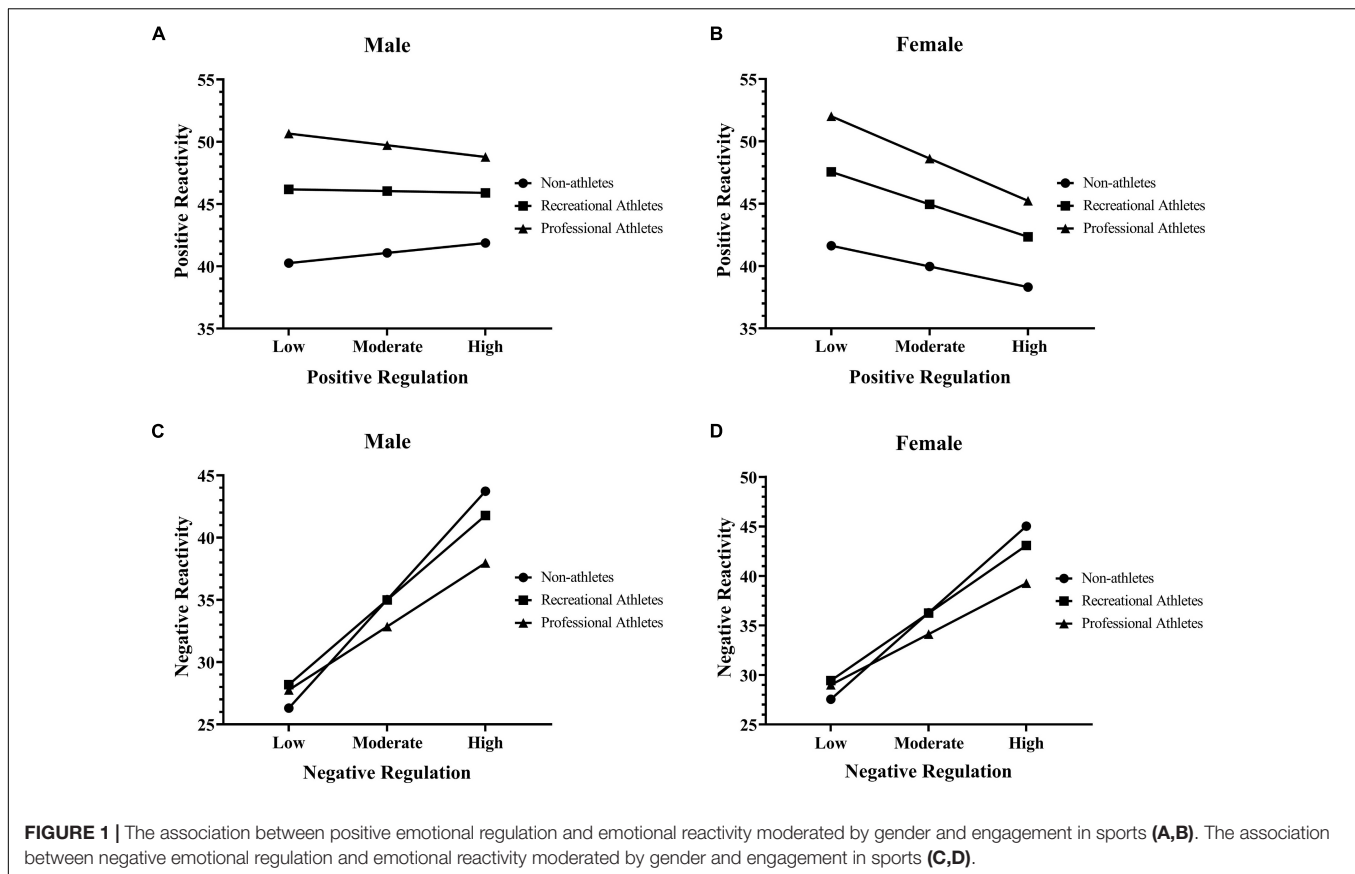 A
Male
55
50
45
40
35
Positive Reactivity
Low Moderate High
Positive Regulation
Non-athletes
Recreational Athletes
Professional Athletes
B
Female
55
50
45
40
35
Positive Reactivity
Low Moderate High
Positive Regulation
Non-athletes
Recreational Athletes
Professional Athletes
C
Male
45
40
35
30
25
Negative Reactivity
Low Moderate High
Negative Regulation
Non-athletes
Recreational Athletes
Professional Athletes
D
Female
50
45
40
35
30
25
Negative Reactivity
Low Moderate High
Negative Regulation
Non-athletes
Recreational Athletes
Professional Athletes
FIGURE 1 | The association between positive emotional regulation and emotional reactivity moderated by gender and engagement in sports (A,B). The association
between negative emotional regulation and emotional reactivity moderated by gender and engagement in sports (C,D).